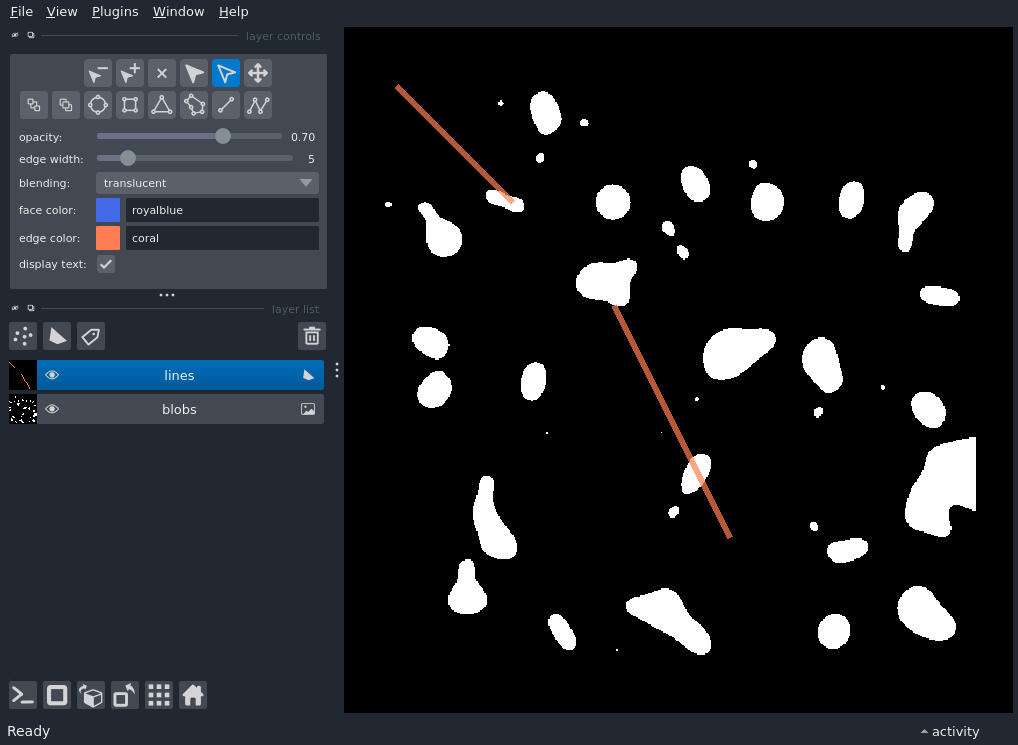 File View Plugins Window Help
layer controls
opacity: 0.70
edge width: 5
blending: translucent
face color: royalblue
edge color: coral
display text:
layer list
lines
blobs
Ready
activity